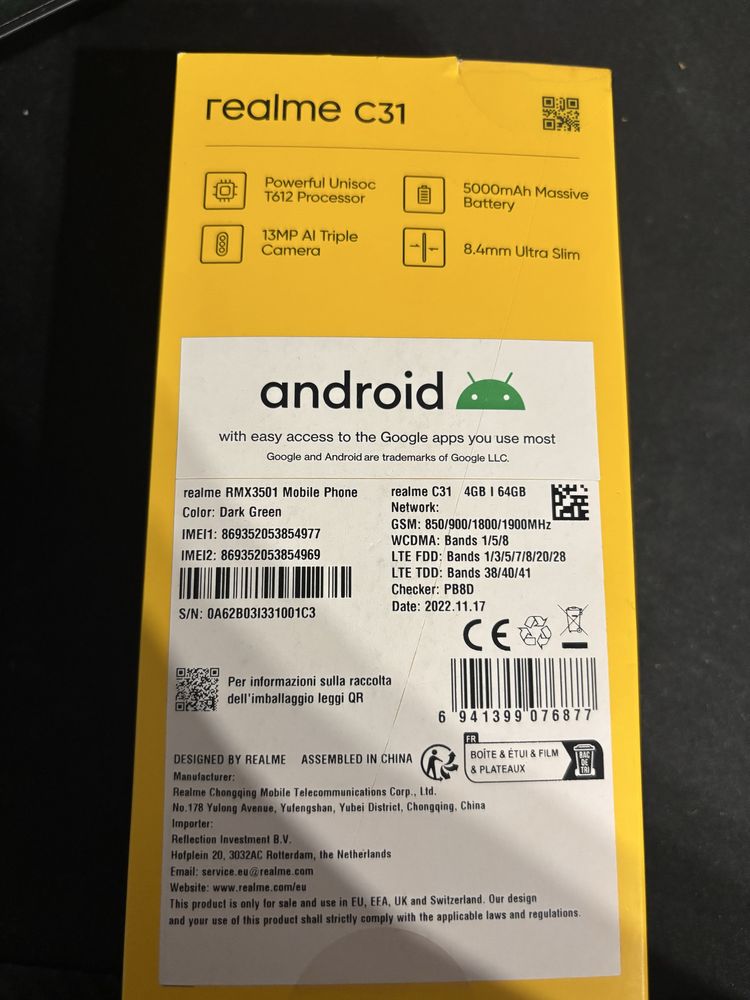 realme C31
Powerful Unisoc
T612 Processor
5000mAh Massive
Battery
13MP AI Triple
Camera
8.4mm Ultra Slim
android
with easy access to the Google apps you use most
Google and Android are trademarks of Google LLC.
realme RMX3501 Mobile Phone
Color: Dark Green
IMEI1: 869352053854977
IMEI2: 869352053854969
S/N: 0A62B03I331001C3
realme C31 4GB I 64GB
Network:
GSM: 850/900/1800/1900MHz
WCDMA: Bands 1/5/8
LTE FDD: Bands 1/3/5/7/8/20/28
LTE TDD: Bands 38/40/41
Checker: PB8D
Date: 2022.11.17
CE
Per informazioni sulla raccolta
dell'imballaggio leggi QR
6 941399 076877
FR
BOÎTE & ÉTUI & FILM
& PLATEAUX
BAC
DE
TRI
DESIGNED BY REALME ASSEMBLED IN CHINA
Manufacturer:
Realme Chongqing Mobile Telecommunications Corp., Ltd.
No.178 Yulong Avenue, Yufengshan, Yubei District, Chongqing, China
Importer:
Reflection Investment B.V.
Hofplein 20, 3032AC Rotterdam, the Netherlands
Email: service.eu@realme.com
Website: www.realme.com/eu
This product is only for sale and use in EU, EEA, UK and Switzerland. Our design
and your use of this product shall strictly comply with the applicable laws and regulations.